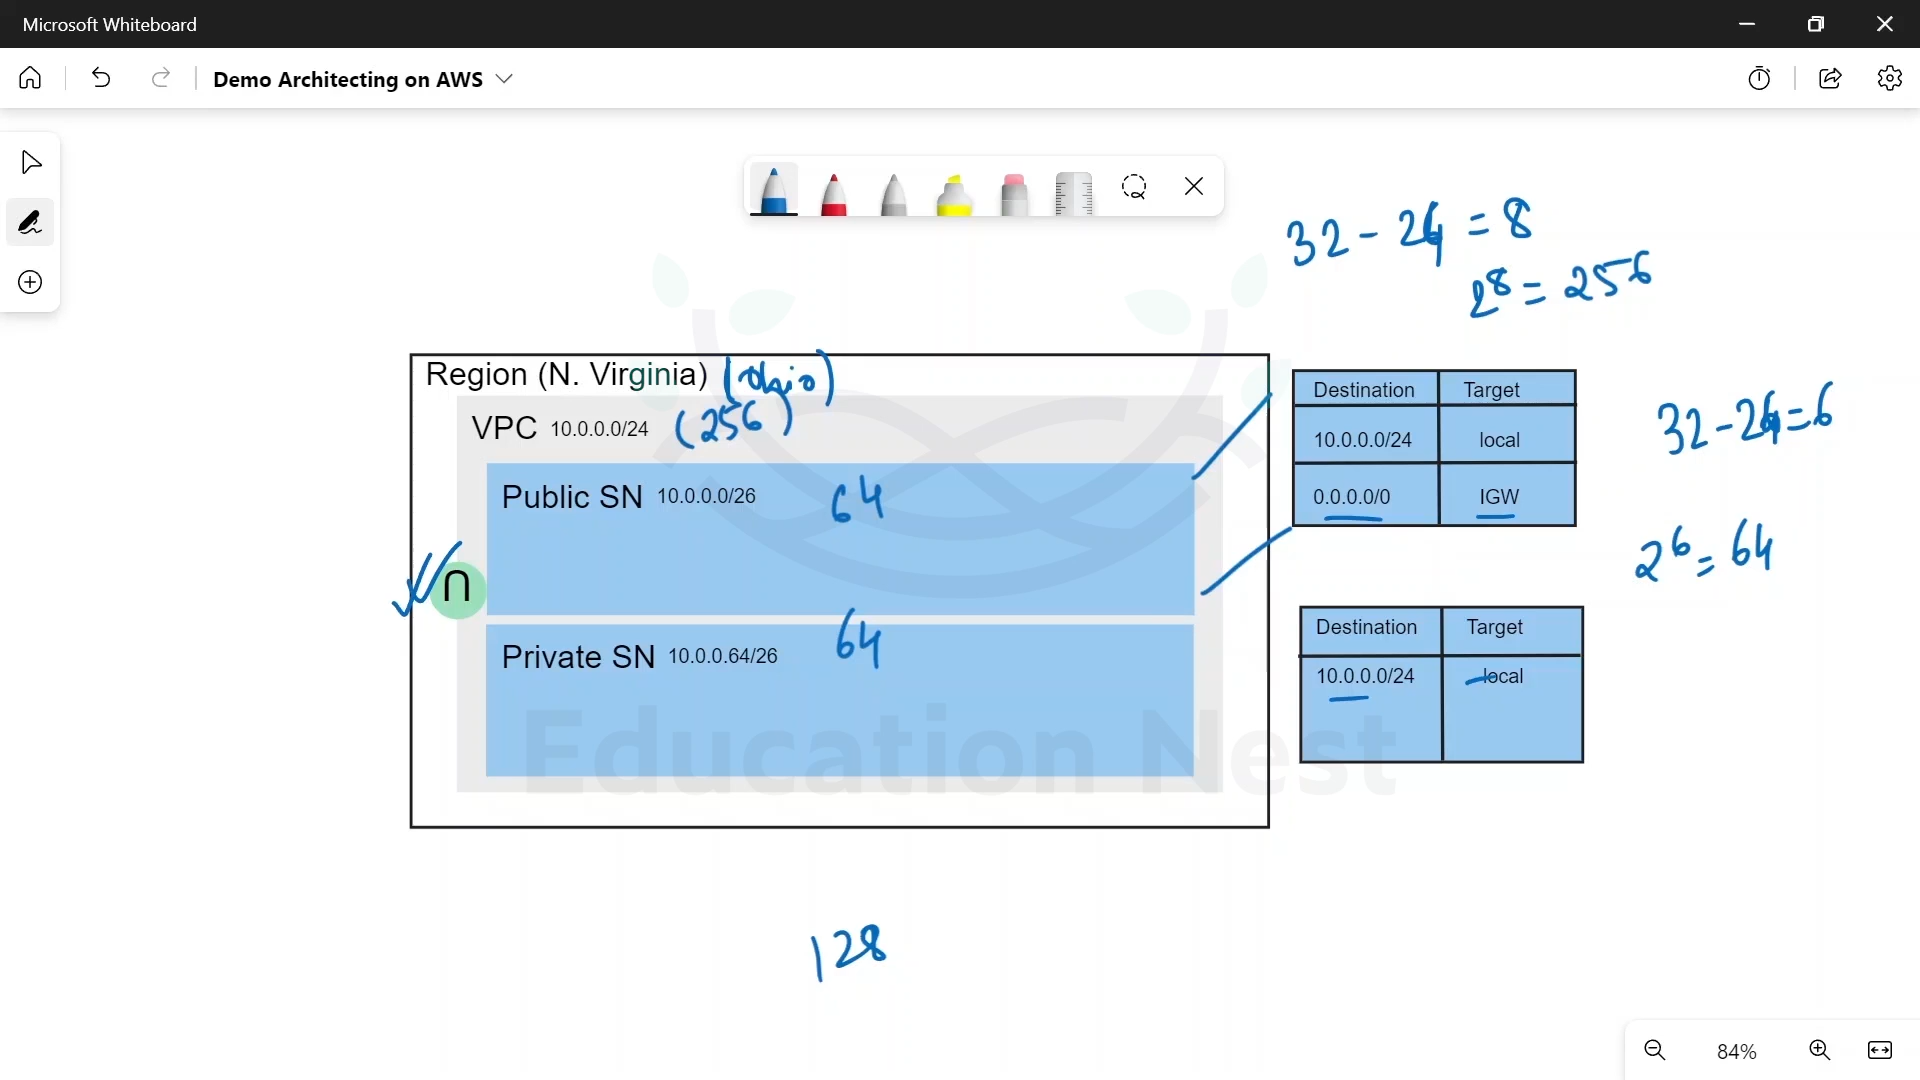 Microsoft Whiteboard
Demo Architecting on AWS
32 - 24 = 8
2⁸ = 256
Region (N. Virginia) (Ohio)
VPC 10.0.0.0/24 (256)
Public SN 10.0.0.0/26 64
Private SN 10.0.0.64/26 64
Destination Target
10.0.0.0/24 local
0.0.0.0/0 IGW
32-26=6
2⁶ = 64
Destination Target
10.0.0.0/24 local
Education Nest
128
84%